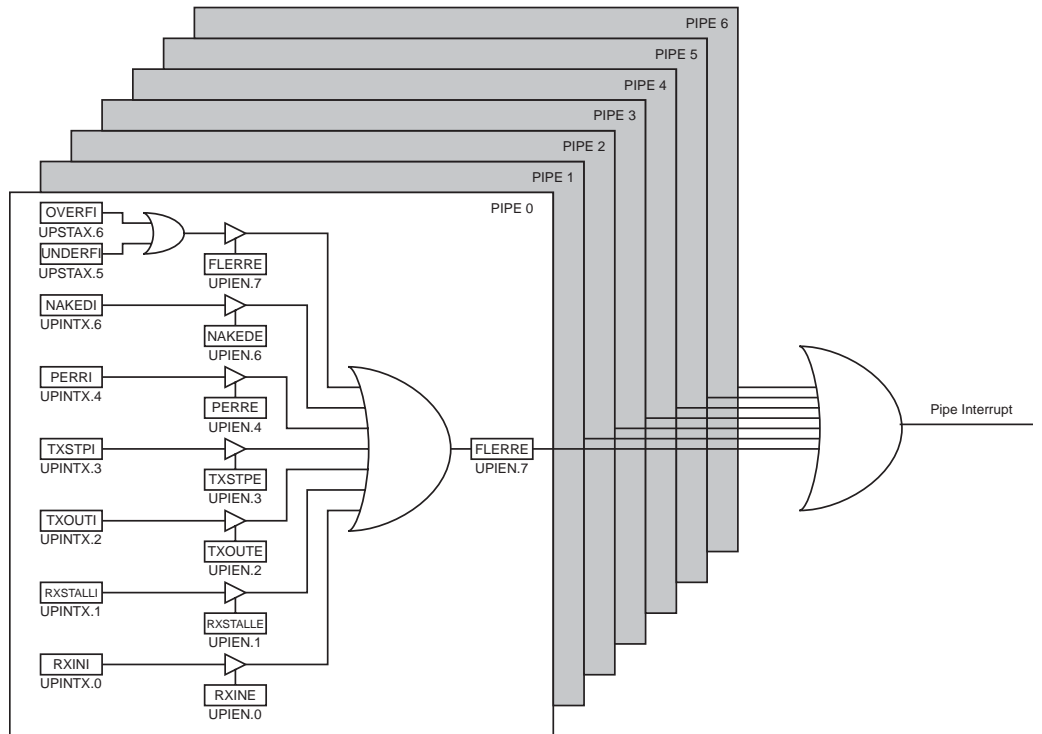 PIPE 6
PIPE 5
PIPE 4
PIPE 3
PIPE 2
PIPE 1
PIPE 0
OVERFI
UPSTAX.6
UNDERFI
UPSTAX.5
FLERRE
UPIEN.7
NAKEDI
UPINTX.6
NAKEDE
UPIEN.6
PERRI
UPINTX.4
PERRE
UPIEN.4
TXSTPI
UPINTX.3
TXSTPE
UPIEN.3
TXOUTI
UPINTX.2
TXOUTE
UPIEN.2
RXSTALLI
UPINTX.1
RXSTALLE
UPIEN.1
RXINI
UPINTX.0
RXINE
UPIEN.0
FLERRE
UPIEN.7
Pipe Interrupt